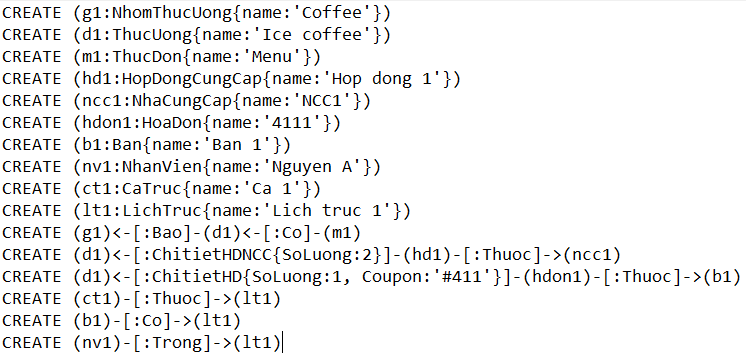 CREATE (g1:NhomThucUong{name:'Coffee'})
CREATE (d1:ThucUong{name:'Ice coffee'})
CREATE (m1:ThucDon{name:'Menu'})
CREATE (hd1:HopDongCungCap{name:'Hop dong 1'})
CREATE (ncc1:NhaCungCap{name:'NCC1'})
CREATE (hdon1:HoaDon{name:'4111'})
CREATE (b1:Ban{name:'Ban 1'})
CREATE (nv1:NhanVien{name:'Nguyen A'})
CREATE (ct1:CaTruc{name:'Ca 1'})
CREATE (lt1:LichTruc{name:'Lich truc 1'})
CREATE (g1)<-[:Bao]-(d1)<-[:Co]-(m1)
CREATE (d1)<-[:ChitietHDNCC{SoLuong:2}]-(hd1)-[:Thuoc]->(ncc1)
CREATE (d1)<-[:ChitietHD{SoLuong:1, Coupon:'#411'}]-(hdon1)-[:Thuoc]->(b1)
CREATE (ct1)-[:Thuoc]->(lt1)
CREATE (b1)-[:Co]->(lt1)
CREATE (nv1)-[:Trong]->(lt1)